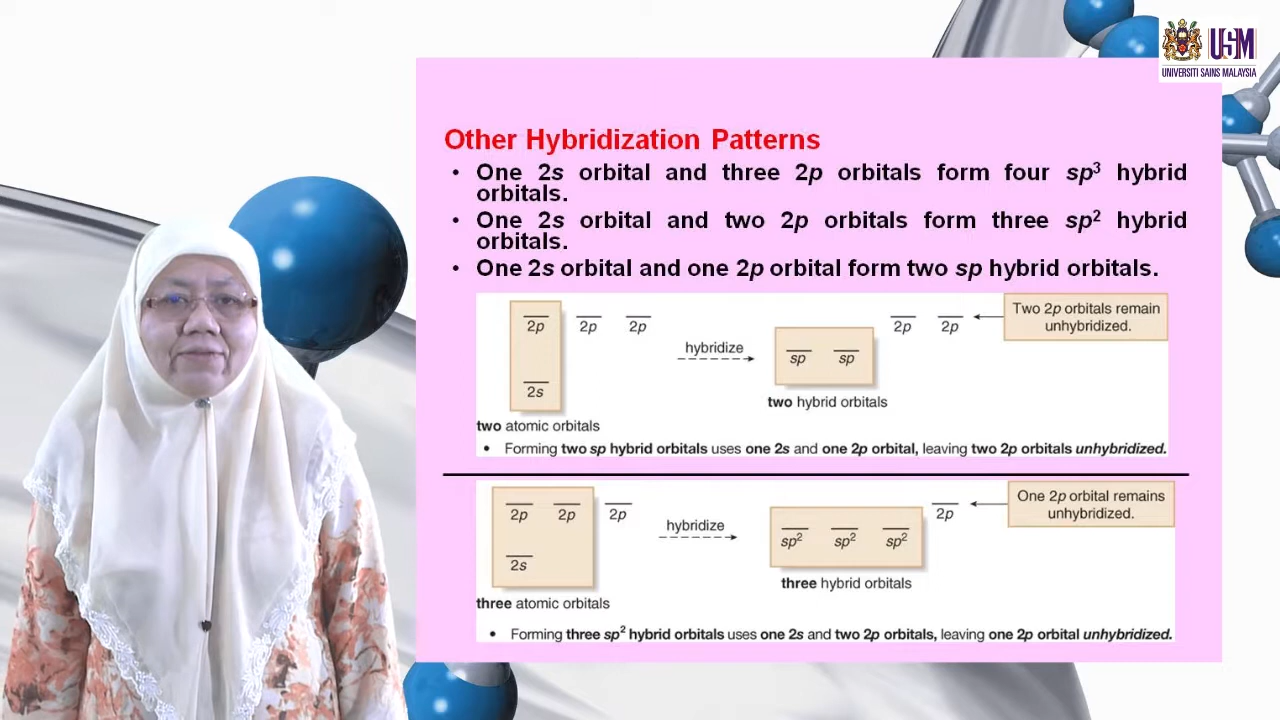 USM
UNIVERSITI SAINS MALAYSIA
Other Hybridization Patterns
• One 2s orbital and three 2p orbitals form four sp³ hybrid
orbitals.
• One 2s orbital and two 2p orbitals form three sp² hybrid
orbitals.
• One 2s orbital and one 2p orbital form two sp hybrid orbitals.
2p 2p 2p
2s
two atomic orbitals
hybridize
sp sp
two hybrid orbitals
2p 2p
Two 2p orbitals remain
unhybridized.
• Forming two sp hybrid orbitals uses one 2s and one 2p orbital, leaving two 2p orbitals unhybridized.
2p 2p 2p
2s
three atomic orbitals
hybridize
sp² sp² sp²
three hybrid orbitals
2p
One 2p orbital remains
unhybridized.
• Forming three sp² hybrid orbitals uses one 2s and two 2p orbitals, leaving one 2p orbital unhybridized.